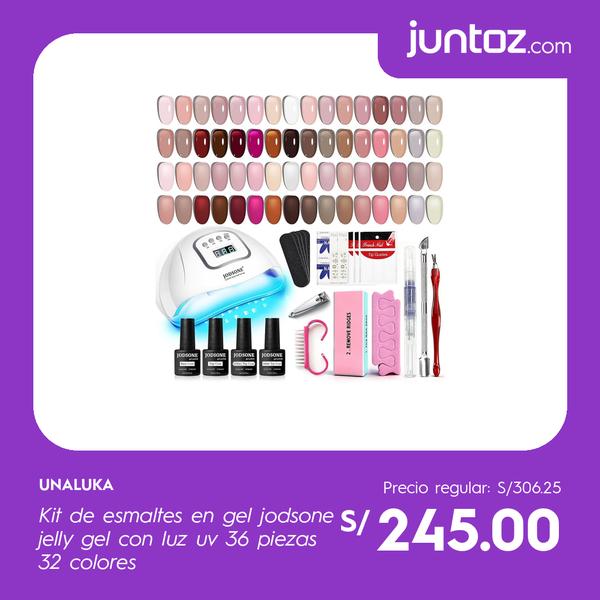 juntoz.com
JODSONE
French Nail
Tip Guides
2. REMOVE RIDGES
JODSONE
JODSONE
JODSONE
JODSONE
UNALUKA
Precio regular: S/306.25
Kit de esmaltes en gel jodsone
jelly gel con luz uv 36 piezas
32 colores
S/ 245.00